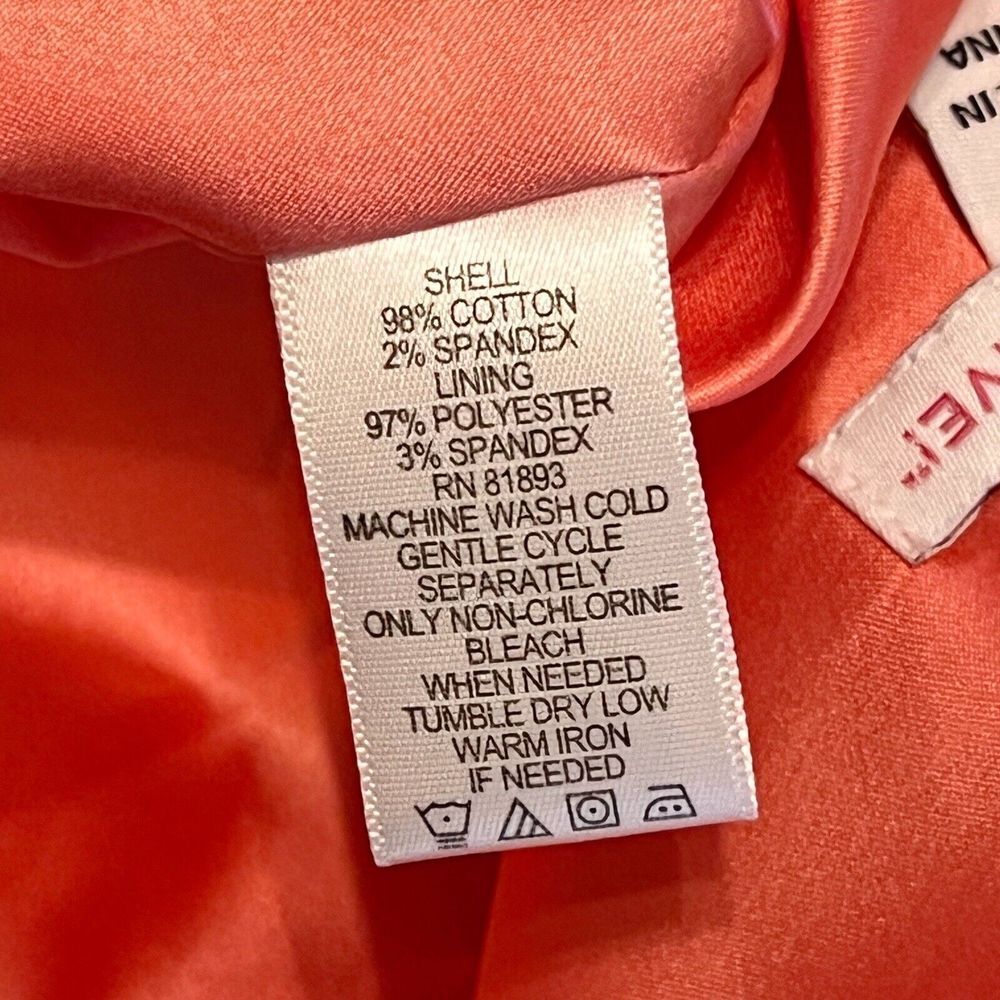 SHELL
98% COTTON
2% SPANDEX
LINING
97% POLYESTER
3% SPANDEX
RN 81893
MACHINE WASH COLD
GENTLE CYCLE
SEPARATELY
ONLY NON-CHLORINE
BLEACH
WHEN NEEDED
TUMBLE DRY LOW
WARM IRON
IF NEEDED
IN